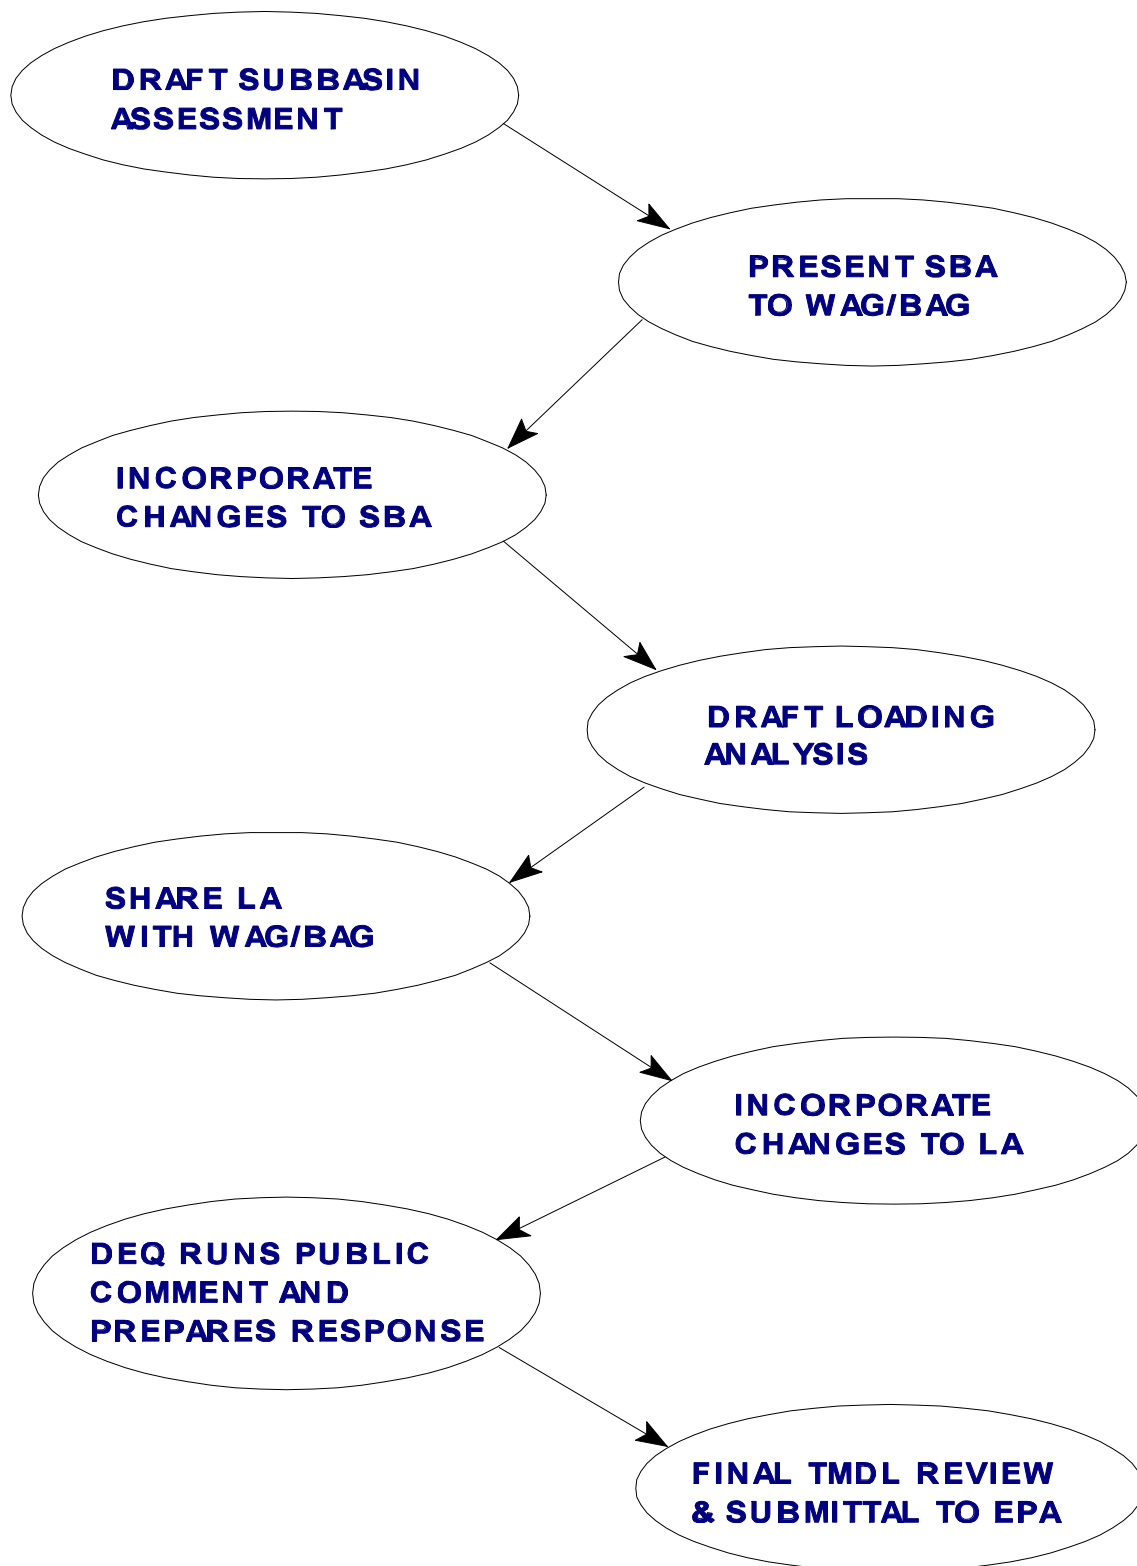 DRAFT SUBBASIN
ASSESSMENT
PRESENT SBA
TO WAG/BAG
INCORPORATE
CHANGES TO SBA
DRAFT LOADING
ANALYSIS
SHARE LA
WITH WAG/BAG
INCORPORATE
CHANGES TO LA
DEQ RUNS PUBLIC
COMMENT AND
PREPARES RESPONSE
FINAL TMDL REVIEW
& SUBMITTAL TO EPA